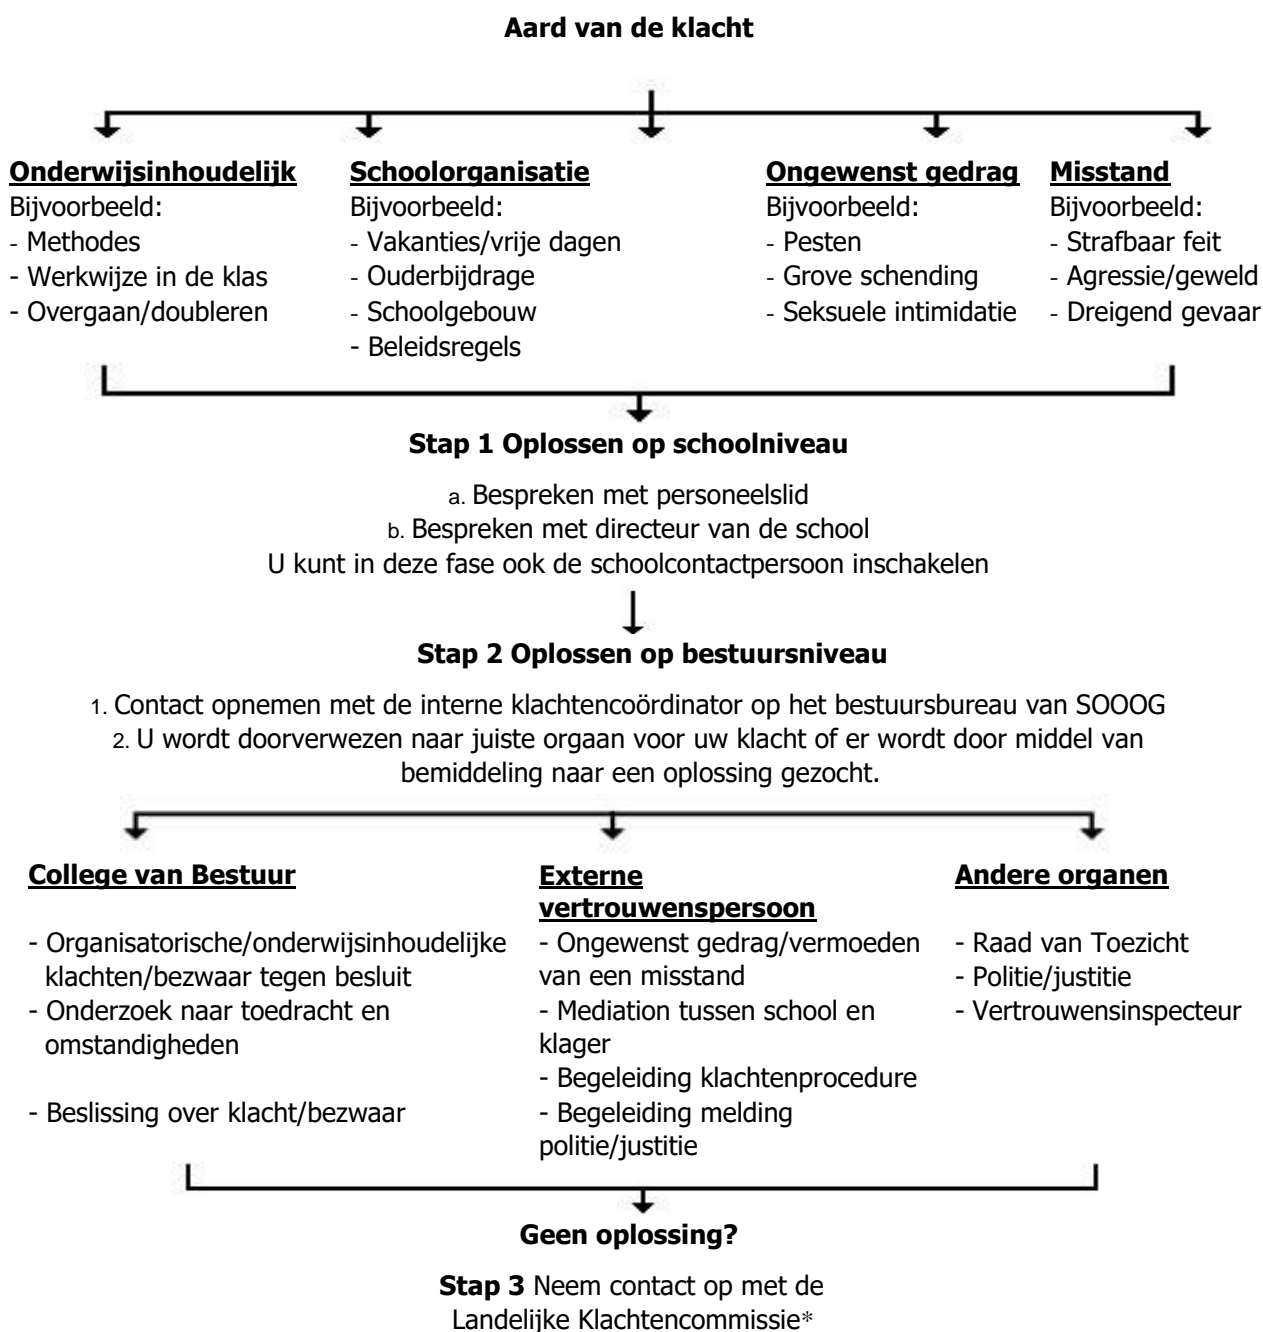 Aard van de klacht
Onderwijsinhoudelijk
Bijvoorbeeld:
- Methodes
- Werkwijze in de klas
- Overgaan/doubleren
Schoolorganisatie
Bijvoorbeeld:
- Vakanties/vrije dagen
- Ouderbijdrage
- Schoolgebouw
- Beleidsregels
Ongewenst gedrag
Bijvoorbeeld:
- Pesten
- Grove schending
- Seksuele intimidatie
Misstand
Bijvoorbeeld:
- Strafbaar feit
- Agressie/geweld
- Dreigend gevaar
Stap 1 Oplossen op schoolniveau
a. Bespreken met personeelslid
b. Bespreken met directeur van de school
U kunt in deze fase ook de schoolcontactpersoon inschakelen
Stap 2 Oplossen op bestuursniveau
1. Contact opnemen met de interne klachtencoördinator op het bestuursbureau van SOOOG
2. U wordt doorverwezen naar juiste orgaan voor uw klacht of er wordt door middel van
bemiddeling naar een oplossing gezocht.
College van Bestuur
- Organisatorische/onderwijsinhoudelijke
klachten/bezwaar tegen besluit
- Onderzoek naar toedracht en
omstandigheden
- Beslissing over klacht/bezwaar
Externe
vertrouwenspersoon
- Ongewenst gedrag/vermoeden
van een misstand
- Mediation tussen school en
klager
- Begeleiding klachtenprocedure
- Begeleiding melding
politie/justitie
Andere organen
- Raad van Toezicht
- Politie/justitie
- Vertrouwensinspecteur
Geen oplossing?
Stap 3 Neem contact op met de
Landelijke Klachtencommissie*